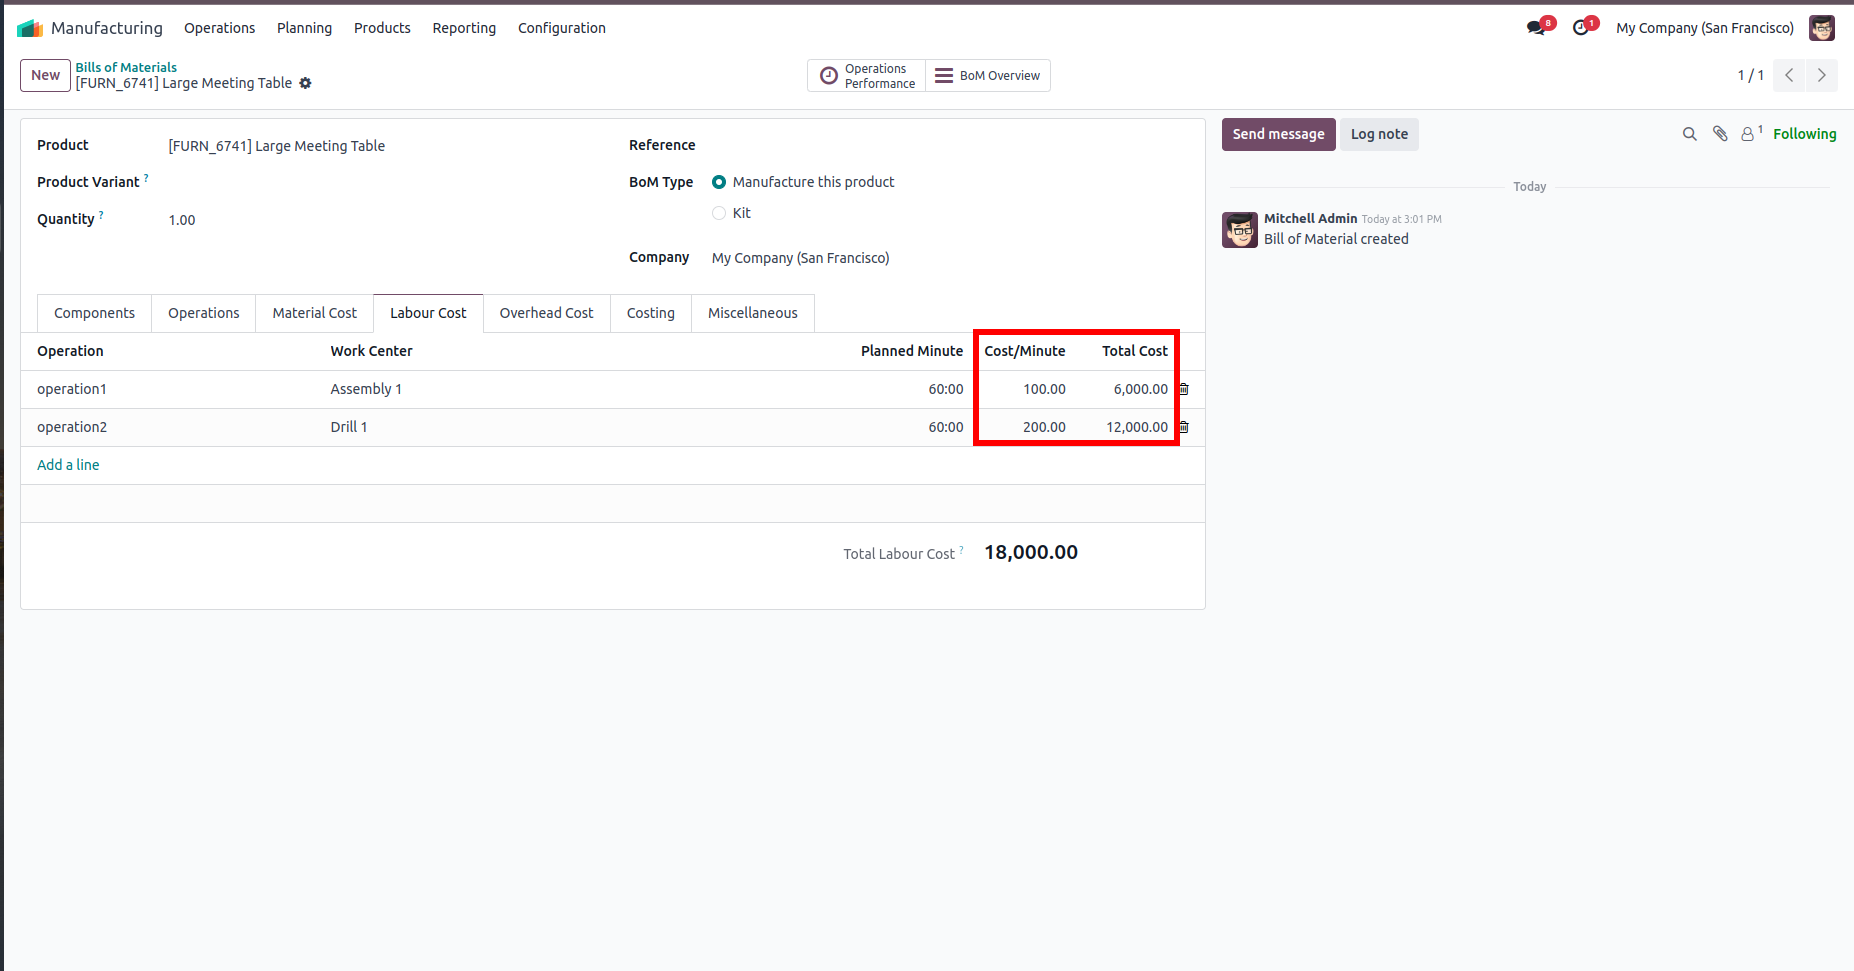 Manufacturing Operations Planning Products Reporting Configuration 8 1 My Company (San Francisco)
New Bills of Materials
[FURN_6741] Large Meeting Table
Operations Performance BoM Overview 1 / 1
Product [FURN_6741] Large Meeting Table
Product Variant ?
Quantity ? 1.00
Reference
BoM Type Manufacture this product
Kit
Company My Company (San Francisco)
Components Operations Material Cost Labour Cost Overhead Cost Costing Miscellaneous
Operation Work Center Planned Minute Cost/Minute Total Cost
operation1 Assembly 1 60:00 100.00 6,000.00
operation2 Drill 1 60:00 200.00 12,000.00
Add a line
Total Labour Cost ? 18,000.00
Send message Log note 1 Following
Today
Mitchell Admin Today at 3:01 PM
Bill of Material created